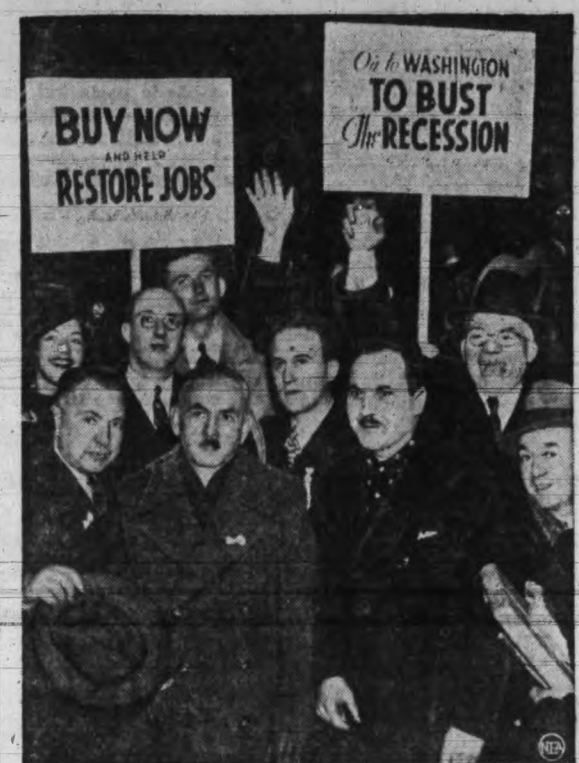 BUY NOW
AND HELP
RESTORE JOBS
On to WASHINGTON
TO BUST
The RECESSION
NEA